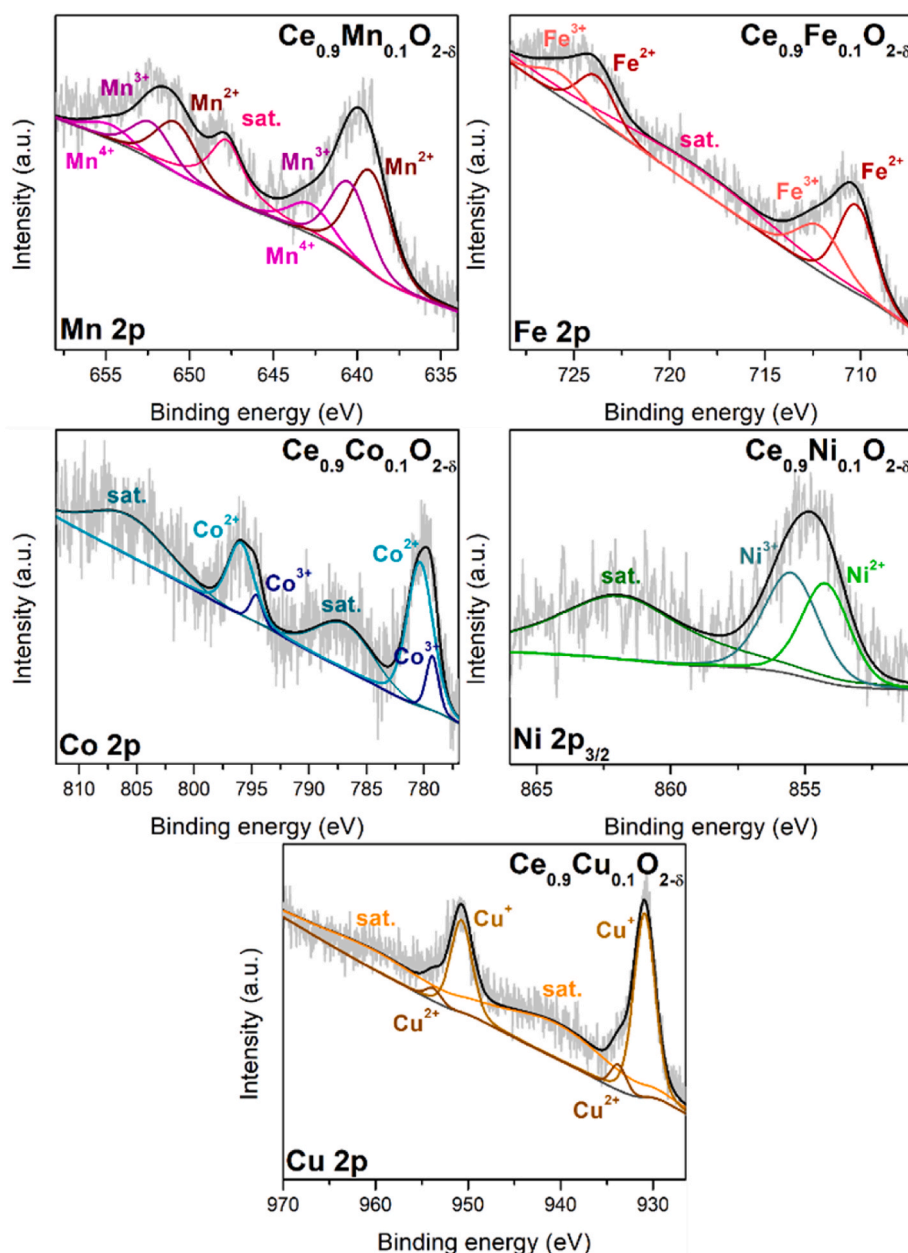 Ce0.9Mn0.1O2-δ
Mn3+
Mn2+
sat.
Mn3+
Mn2+
Mn4+
Mn4+
Mn 2p
655 650 645 640 635
Binding energy (eV)
Intensity (a.u.)
Ce0.9Fe0.1O2-δ
Fe3+
Fe2+
sat.
Fe3+
Fe2+
Fe 2p
725 720 715 710
Binding energy (eV)
Intensity (a.u.)
Ce0.9Co0.1O2-δ
sat.
Co2+
Co2+
Co3+
sat.
Co3+
Co 2p
810 805 800 795 790 785 780
Binding energy (eV)
Intensity (a.u.)
Ce0.9Ni0.1O2-δ
Ni3+
Ni2+
sat.
Ni 2p3/2
865 860 855
Binding energy (eV)
Intensity (a.u.)
Ce0.9Cu0.1O2-δ
sat.
Cu+
Cu+
sat.
Cu2+
Cu2+
Cu 2p
970 960 950 940 930
Binding energy (eV)
Intensity (a.u.)